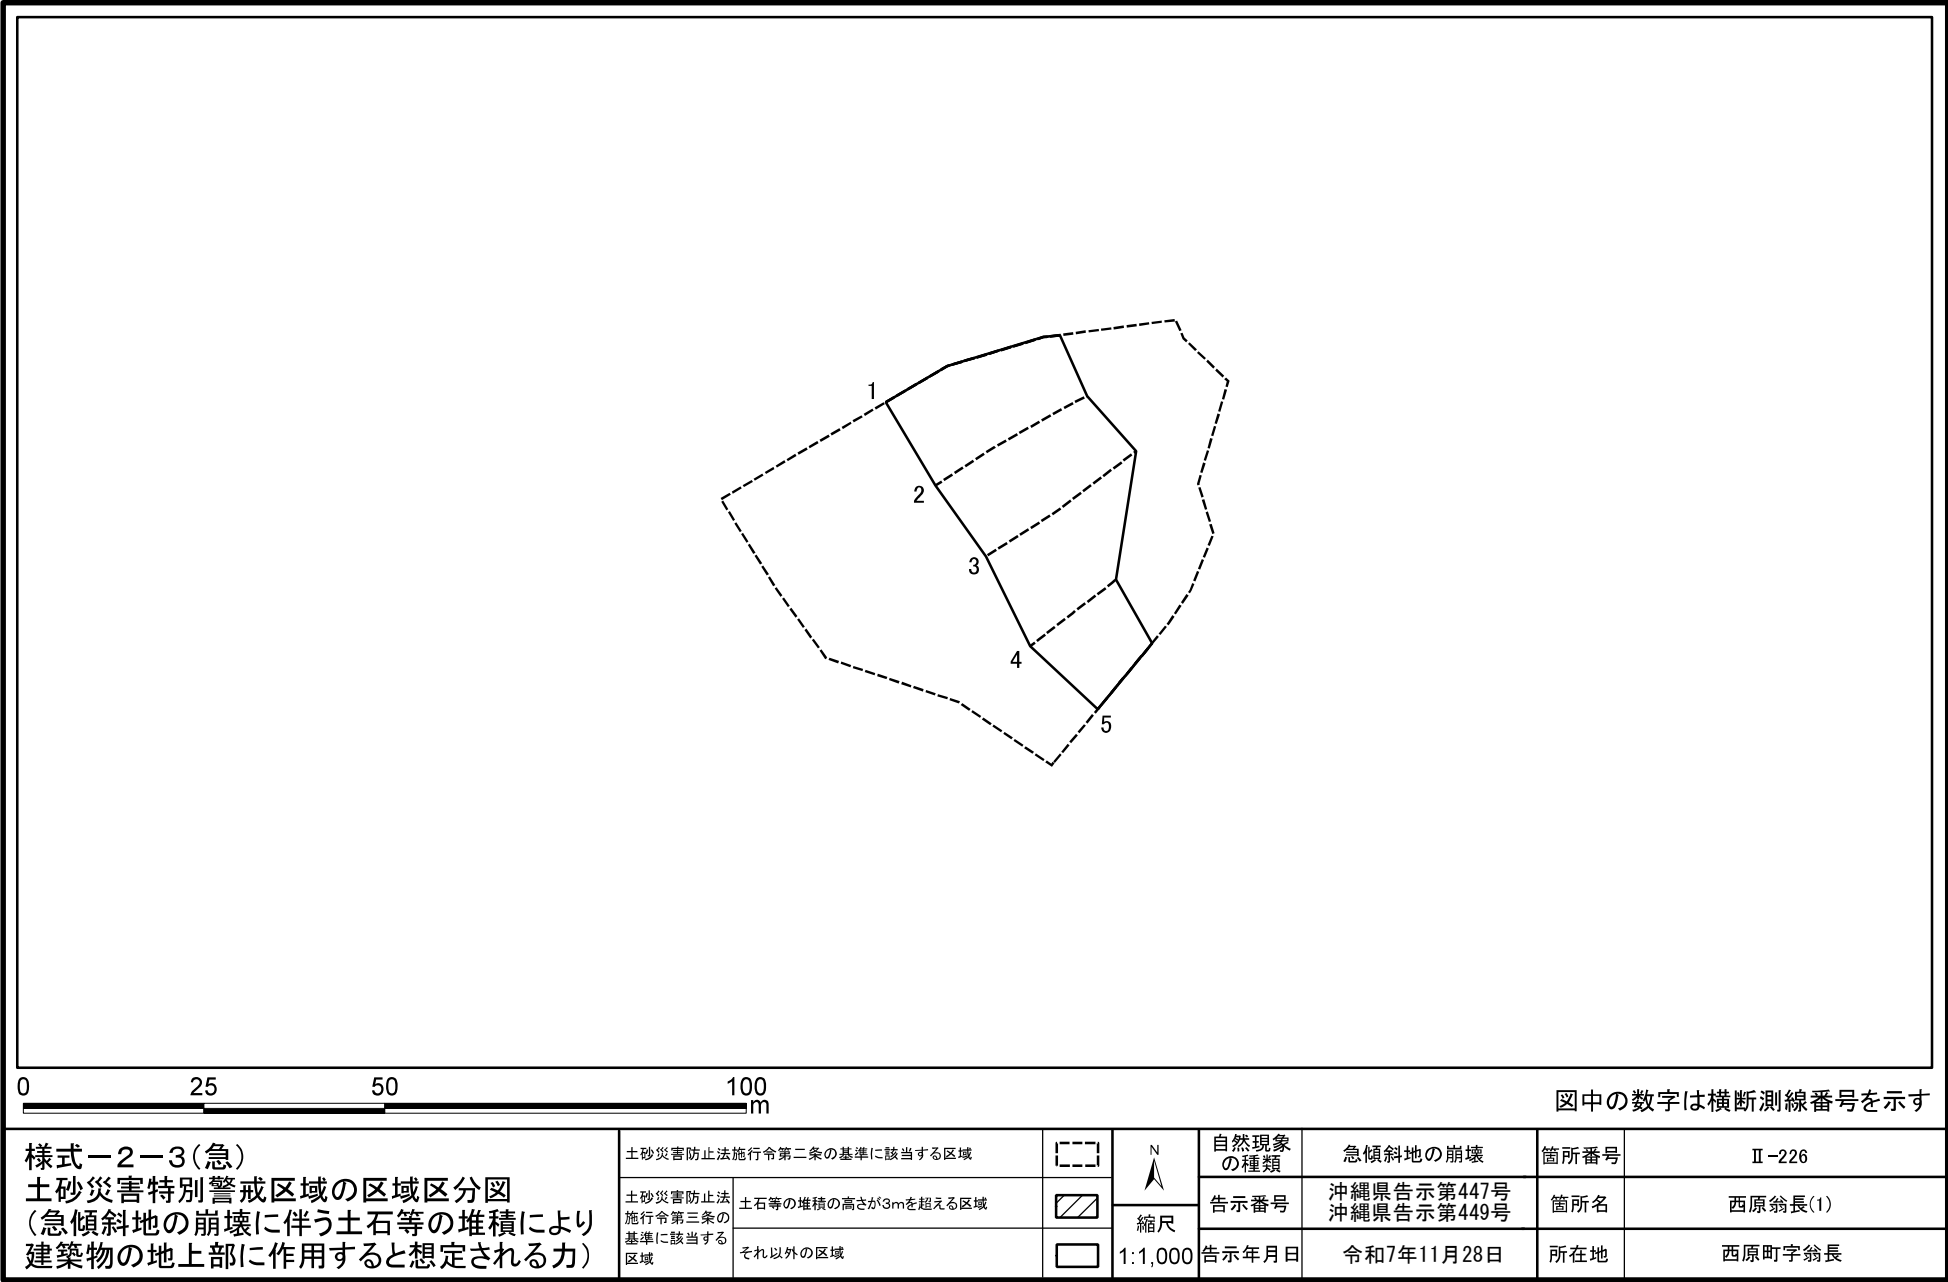 1
2
3
4
5
0 25 50 100
m
図中の数字は横断測線番号を示す
様式－2－3（急）
土砂災害特別警戒区域の区域区分図
（急傾斜地の崩壊に伴う土石等の堆積により
建築物の地上部に作用すると想定される力）
土砂災害防止法施行令第二条の基準に該当する区域
土砂災害防止法
施行令第三条の
基準に該当する
区域
土石等の堆積の高さが3mを超える区域
それ以外の区域
N
縮尺
1:1,000
自然現象
の種類
急傾斜地の崩壊
箇所番号
Ⅱ-226
告示番号
沖縄県告示第447号
沖縄県告示第449号
箇所名
西原翁長(1)
告示年月日
令和7年11月28日
所在地
西原町字翁長